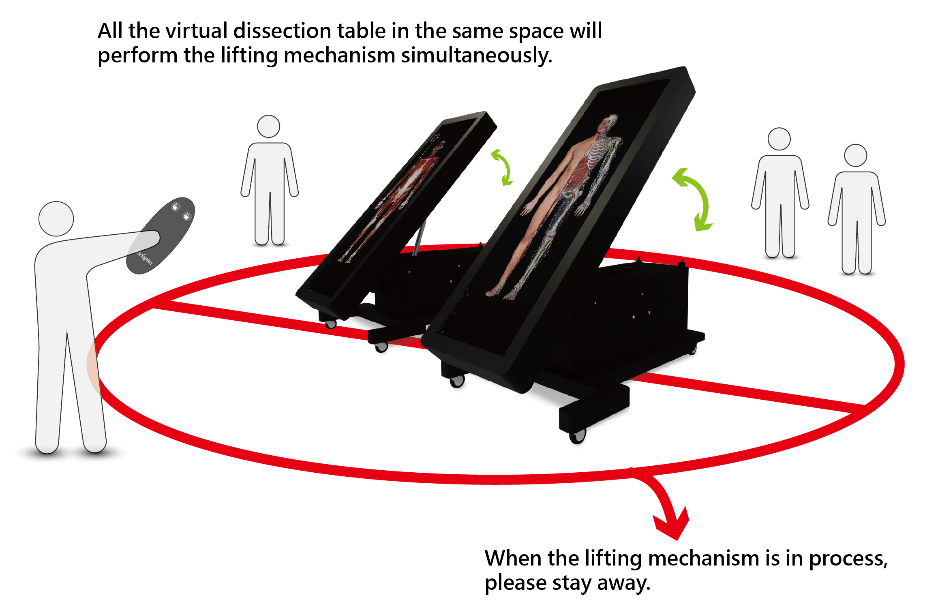 All the virtual dissection table in the same space will
perform the lifting mechanism simultaneously.
When the lifting mechanism is in process,
please stay away.